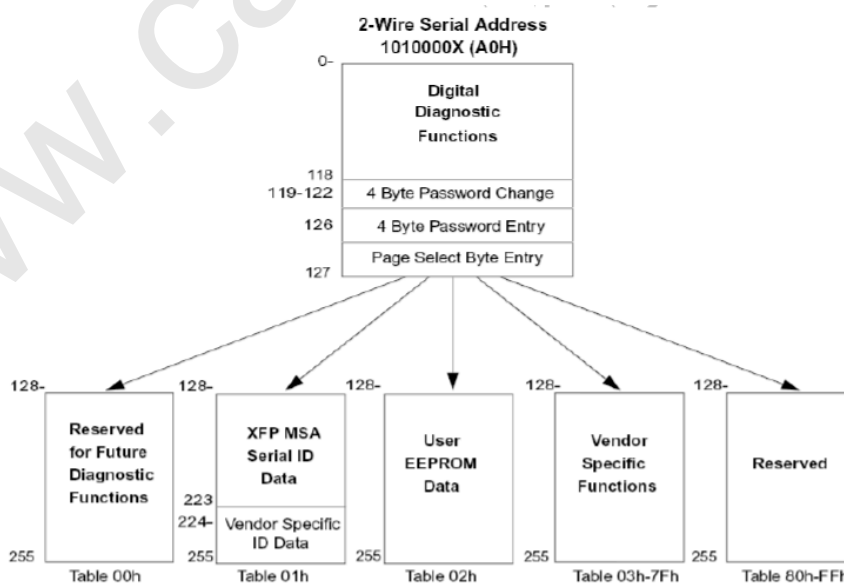 2-Wire Serial Address
1010000X (A0H)
0-
Digital
Diagnostic
Functions
118
119-122
4 Byte Password Change
126
4 Byte Password Entry
Page Select Byte Entry
127
128-
128-
128-
128-
128-
Reserved
for Future
Diagnostic
Functions
XFP MSA
Serial ID
Data
User
EEPROM
Data
Vendor
Specific
Functions
Reserved
223
224-
Vendor Specific
ID Data
255
255
255
255
255
Table 00h
Table 01h
Table 02h
Table 03h-7Fh
Table 80h-FFh